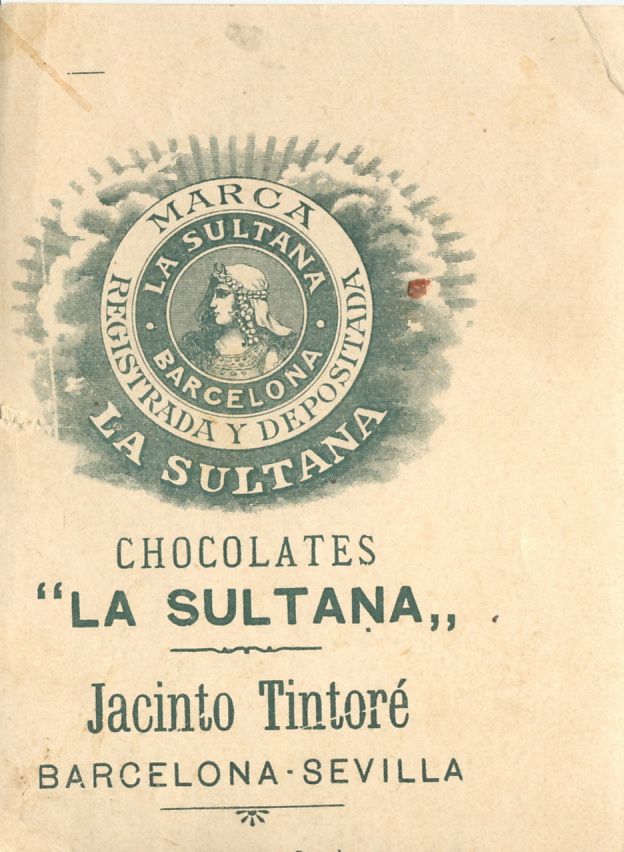 MARCA
REGISTRADA Y DEPOSITADA
LA SULTANA
BARCELONA
LA SULTANA
CHOCOLATES
“LA SULTANA„
Jacinto Tintoré
BARCELONA-SEVILLA